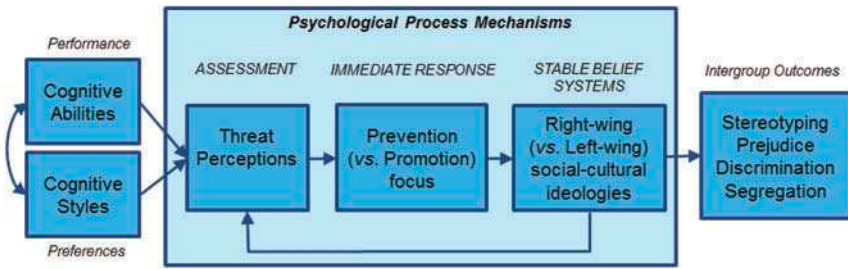 Psychological Process Mechanisms
Performance
Cognitive
Abilities
Cognitive
Styles
Preferences
ASSESSMENT
Threat
Perceptions
IMMEDIATE RESPONSE
Prevention
(vs. Promotion)
focus
STABLE BELIEF
SYSTEMS
Right-wing
(vs. Left-wing)
social-cultural
ideologies
Intergroup Outcomes
Stereotyping
Prejudice
Discrimination
Segregation